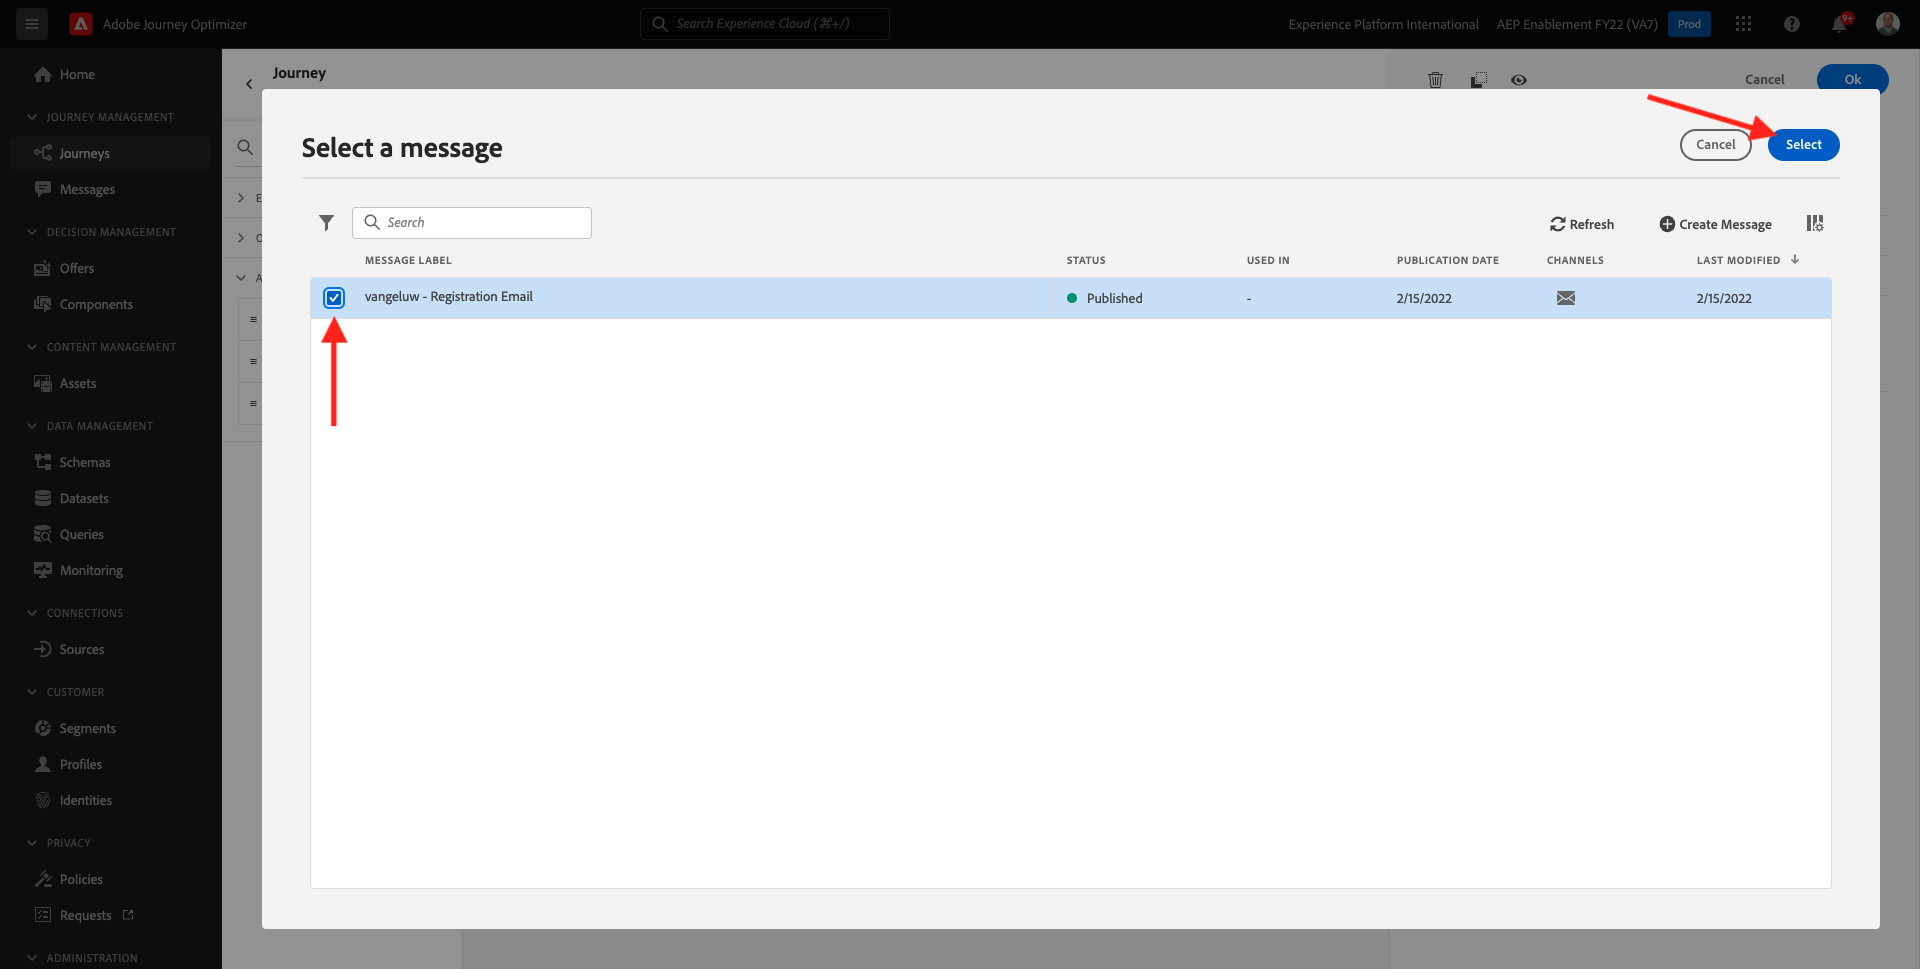 Adobe Journey Optimizer
Search Experience Cloud (⌘+/)
Experience Platform International
AEP Enablement FY22 (VA7)
Prod
9+
Home
JOURNEY MANAGEMENT
Journeys
Messages
DECISION MANAGEMENT
Offers
Components
CONTENT MANAGEMENT
Assets
DATA MANAGEMENT
Schemas
Datasets
Queries
Monitoring
CONNECTIONS
Sources
CUSTOMER
Segments
Profiles
Identities
PRIVACY
Policies
Requests
ADMINISTRATION
Journey
Cancel
Ok
E
O
A
Select a message
Cancel
Select
Search
Refresh
Create Message
MESSAGE LABEL STATUS USED IN PUBLICATION DATE CHANNELS LAST MODIFIED
vangeluw - Registration Email Published - 2/15/2022 2/15/2022